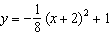 y = −1/8 (x+2)² + 1